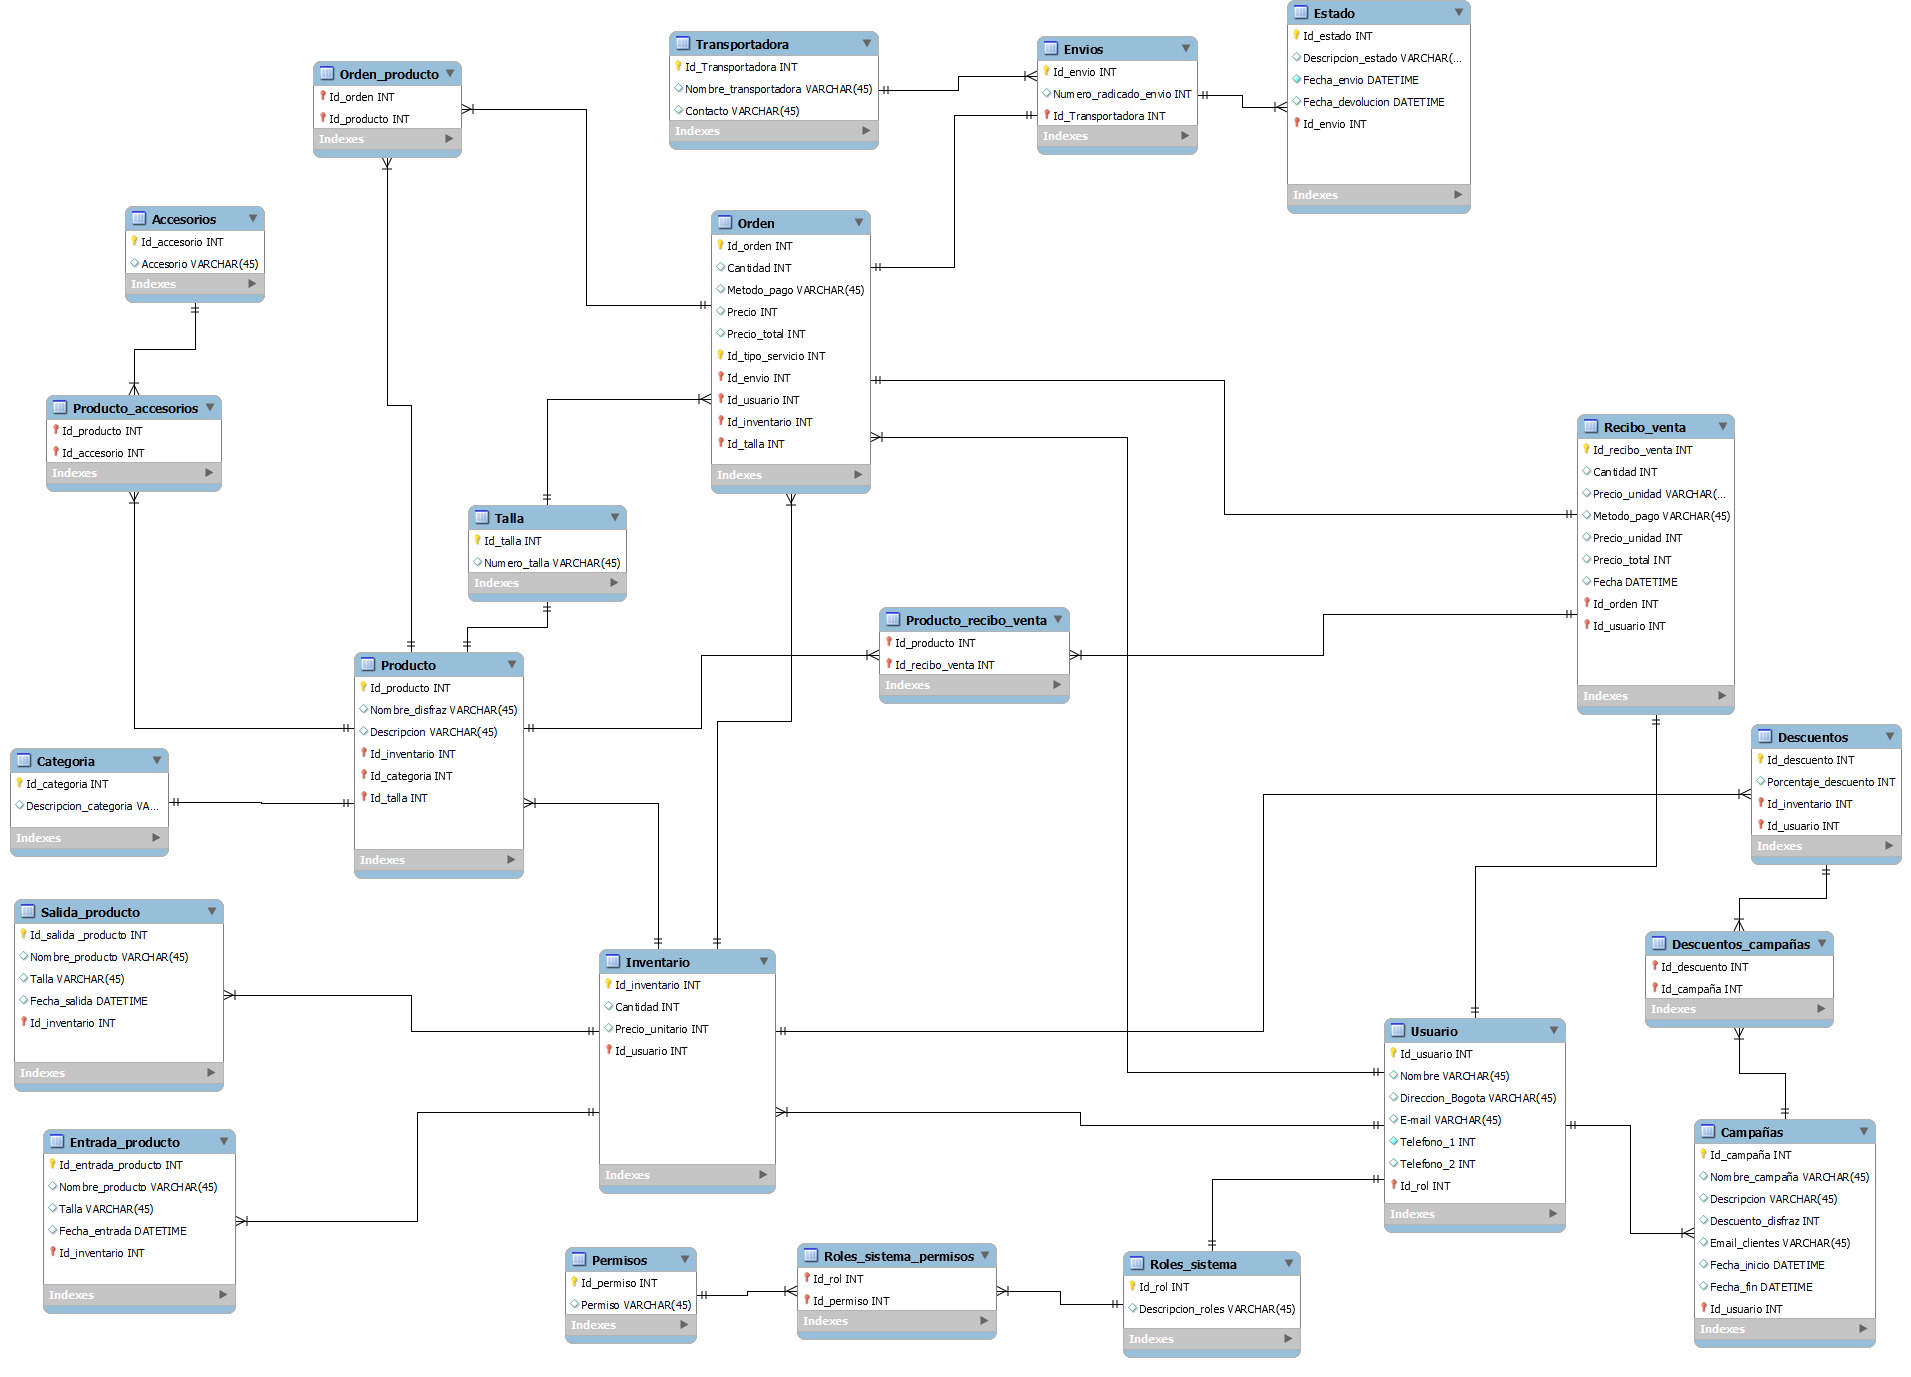 Estado
Id_estado INT
Descripcion_estado VARCHAR(...
Fecha_envio DATETIME
Fecha_devolucion DATETIME
Id_envio INT
Indexes
Transportadora
Id_Transportadora INT
Nombre_transportadora VARCHAR(45)
Contacto VARCHAR(45)
Indexes
Envios
Id_envio INT
Numero_radicado_envio INT
Id_Transportadora INT
Indexes
Orden_producto
Id_orden INT
Id_producto INT
Indexes
Accesorios
Id_accesorio INT
Accesorio VARCHAR(45)
Indexes
Orden
Id_orden INT
Cantidad INT
Metodo_pago VARCHAR(45)
Precio INT
Precio_total INT
Id_tipo_servicio INT
Id_envio INT
Id_usuario INT
Id_inventario INT
Id_talla INT
Indexes
Producto_accesorios
Id_producto INT
Id_accesorio INT
Indexes
Recibo_venta
Id_recibo_venta INT
Cantidad INT
Precio_unidad VARCHAR(...
Metodo_pago VARCHAR(45)
Precio_unidad INT
Precio_total INT
Fecha DATETIME
Id_orden INT
Id_usuario INT
Indexes
Talla
Id_talla INT
Numero_talla VARCHAR(45)
Indexes
Producto_recibo_venta
Id_producto INT
Id_recibo_venta INT
Indexes
Producto
Id_producto INT
Nombre_disfraz VARCHAR(45)
Descripcion VARCHAR(45)
Id_inventario INT
Id_categoria INT
Id_talla INT
Indexes
Categoria
Id_categoria INT
Descripcion_categoria VA...
Indexes
Descuentos
Id_descuento INT
Porcentaje_descuento INT
Id_inventario INT
Id_usuario INT
Indexes
Salida_producto
Id_salida _producto INT
Nombre_producto VARCHAR(45)
Talla VARCHAR(45)
Fecha_salida DATETIME
Id_inventario INT
Indexes
Inventario
Id_inventario INT
Cantidad INT
Precio_unitario INT
Id_usuario INT
Indexes
Descuentos_campañas
Id_descuento INT
Id_campaña INT
Indexes
Usuario
Id_usuario INT
Nombre VARCHAR(45)
Direccion_Bogota VARCHAR(45)
E-mail VARCHAR(45)
Telefono_1 INT
Telefono_2 INT
Id_rol INT
Indexes
Entrada_producto
Id_entrada_producto INT
Nombre_producto VARCHAR(45)
Talla VARCHAR(45)
Fecha_entrada DATETIME
Id_inventario INT
Indexes
Campañas
Id_campaña INT
Nombre_campaña VARCHAR(45)
Descripcion VARCHAR(45)
Descuento_disfraz INT
Email_clientes VARCHAR(45)
Fecha_inicio DATETIME
Fecha_fin DATETIME
Id_usuario INT
Indexes
Permisos
Id_permiso INT
Permiso VARCHAR(45)
Indexes
Roles_sistema_permisos
Id_rol INT
Id_permiso INT
Indexes
Roles_sistema
Id_rol INT
Descripcion_roles VARCHAR(45)
Indexes